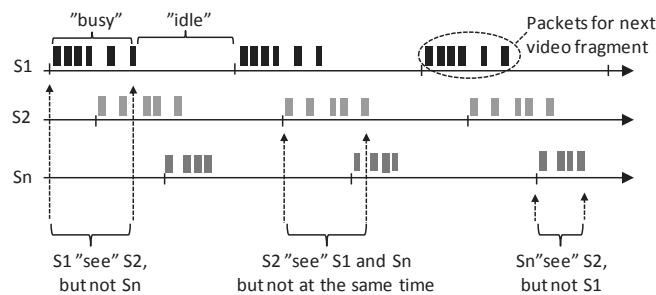 "busy"
"idle"
Packets for next
video fragment
S1
S2
Sn
S1 "see" S2,
but not Sn
S2 "see" S1 and Sn
but not at the same time
Sn"see" S2,
but not S1